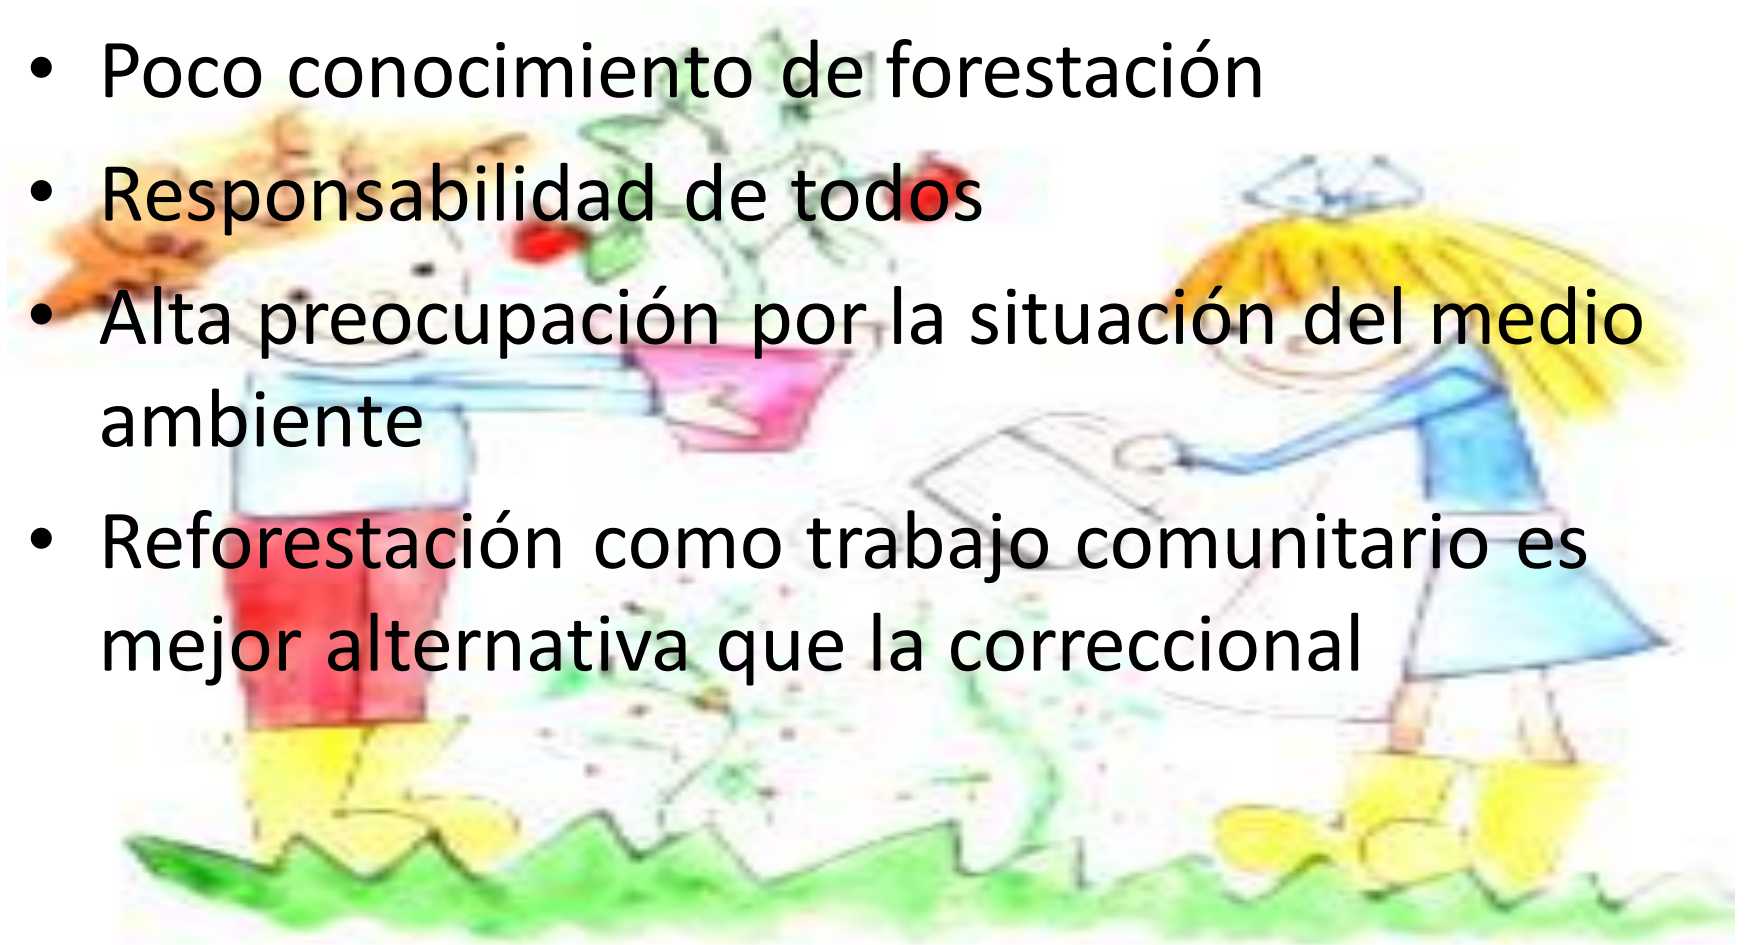 • Poco conocimiento de forestación
• Responsabilidad de todos
• Alta preocupación por la situación del medio
ambiente
• Reforestación como trabajo comunitario es
mejor alternativa que la correccional